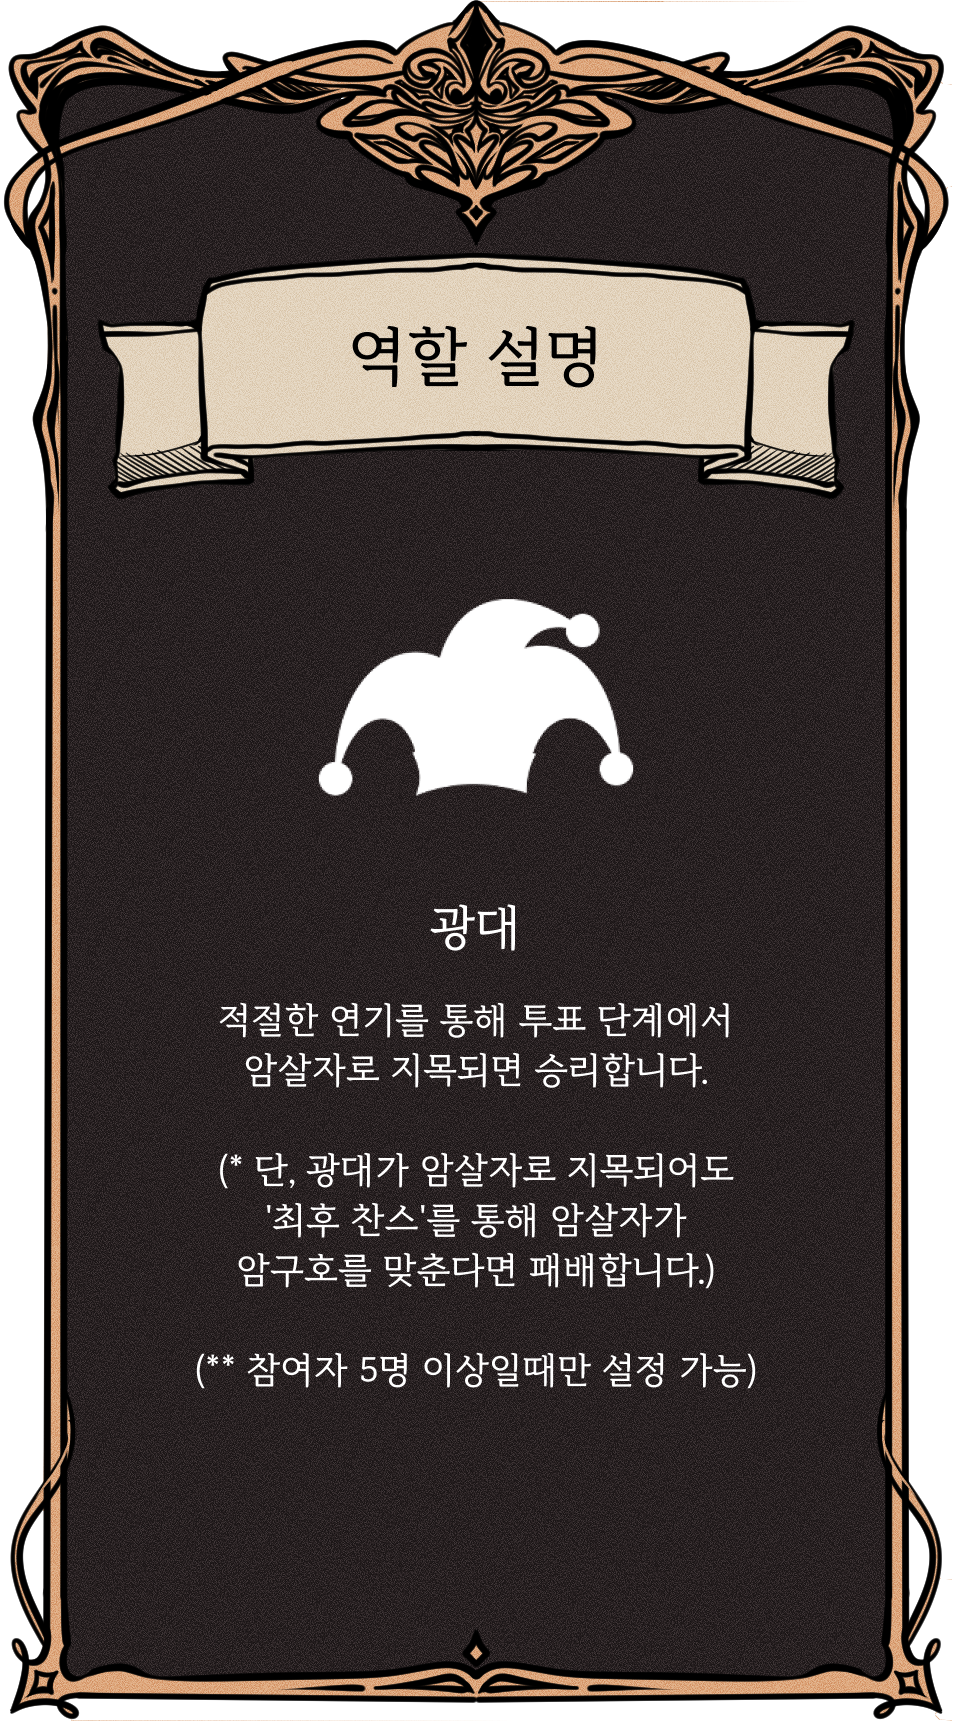 역할 설명
광대
적절한 연기를 통해 투표 단계에서
암살자로 지목되면 승리합니다.
(* 단, 광대가 암살자로 지목되어도
'최후 찬스'를 통해 암살자가
암구호를 맞춘다면 패배합니다.)
(** 참여자 5명 이상일때만 설정 가능)